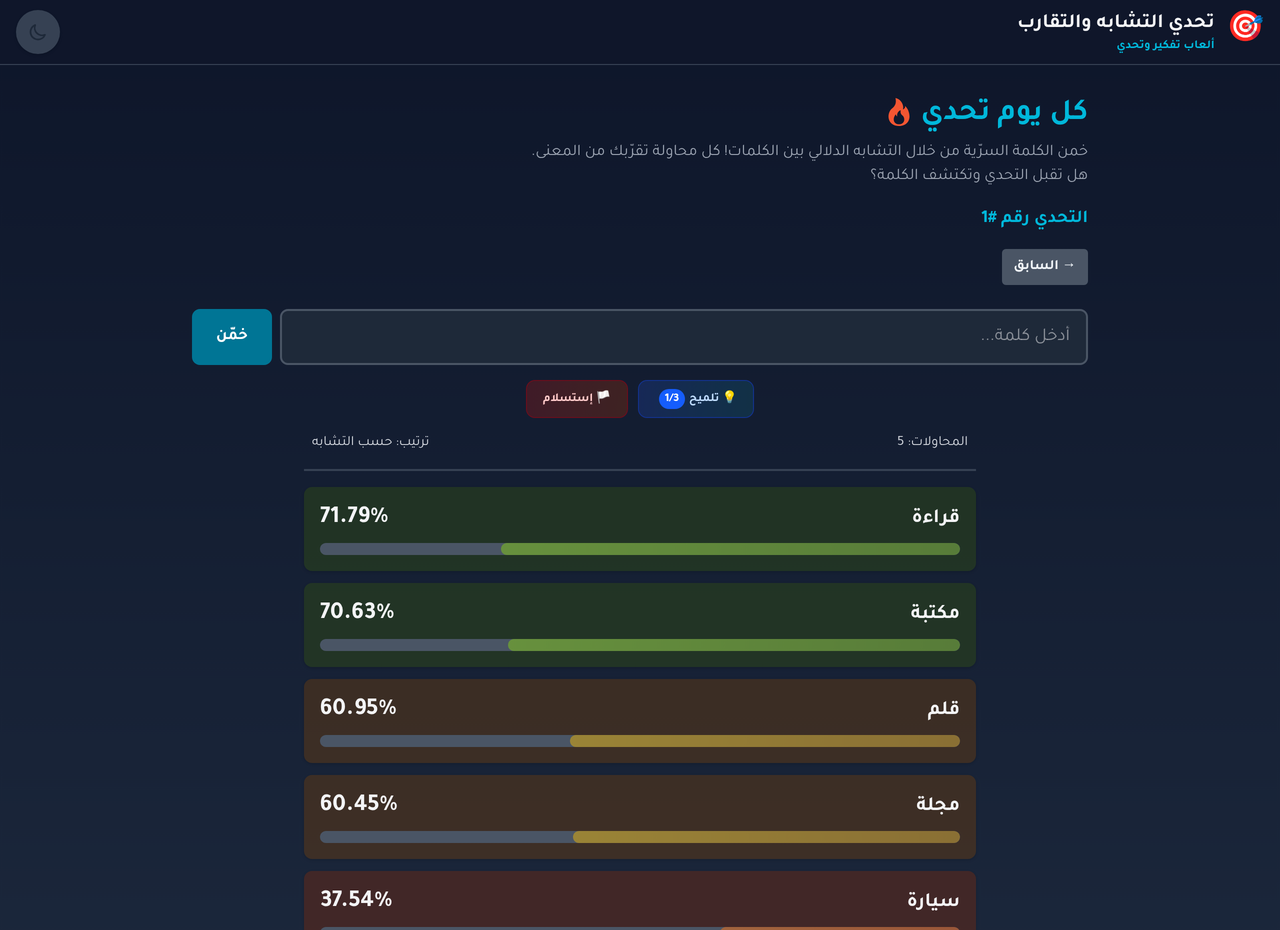 تحدي التشابه والتقارب
ألعاب تفكير وتحدي
كل يوم تحدي 🔥
خمن الكلمة السرّية من خلال التشابه الدلالي بين الكلمات! كل محاولة تقرّبك من المعنى.
هل تقبل التحدي وتكتشف الكلمة؟
التحدي رقم #1
→ السابق
أدخل كلمة...
خمّن
💡 تلميح 1/3
🏳️ إستسلام
المحاولات: 5
ترتيب: حسب التشابه
قراءة
71.79%
مكتبة
70.63%
قلم
60.95%
مجلة
60.45%
سيارة
37.54%